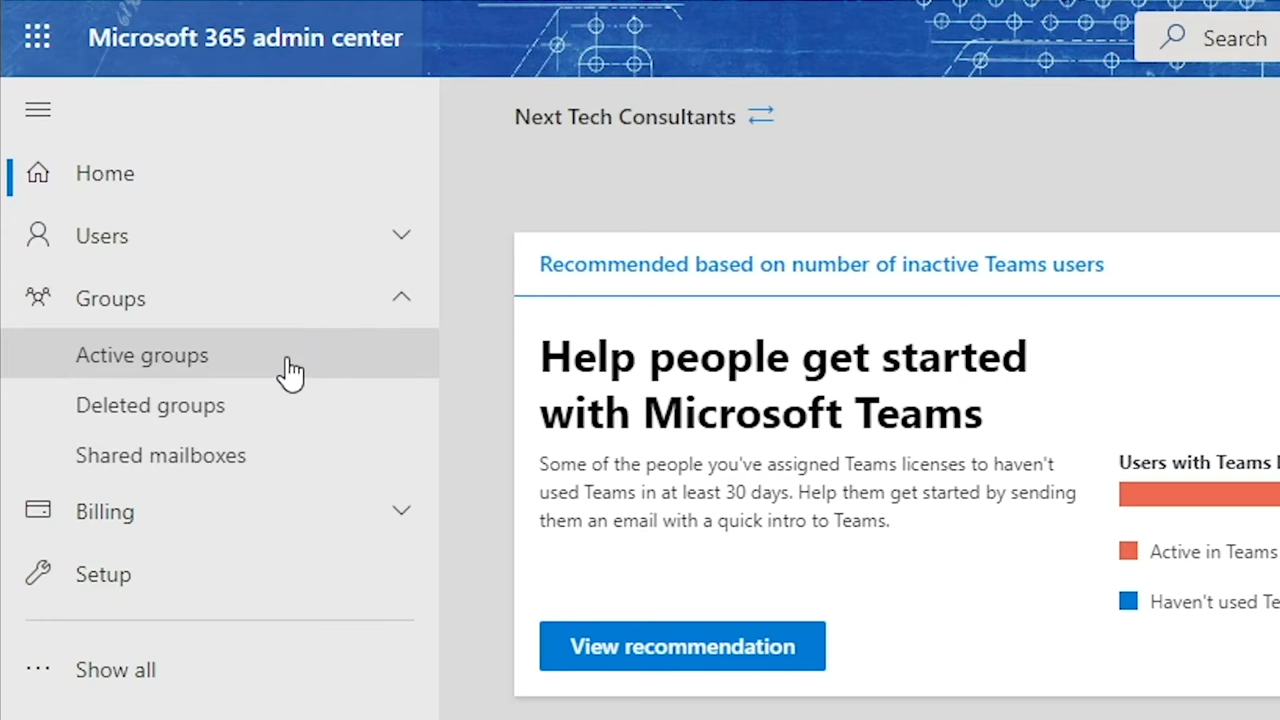 Microsoft 365 admin center
Search
Next Tech Consultants
Home
Users
Groups
Active groups
Deleted groups
Shared mailboxes
Billing
Setup
Show all
Recommended based on number of inactive Teams users
Help people get started
with Microsoft Teams
Some of the people you've assigned Teams licenses to haven't
used Teams in at least 30 days. Help them get started by sending
them an email with a quick intro to Teams.
View recommendation
Users with Teams
Active in Teams
Haven't used